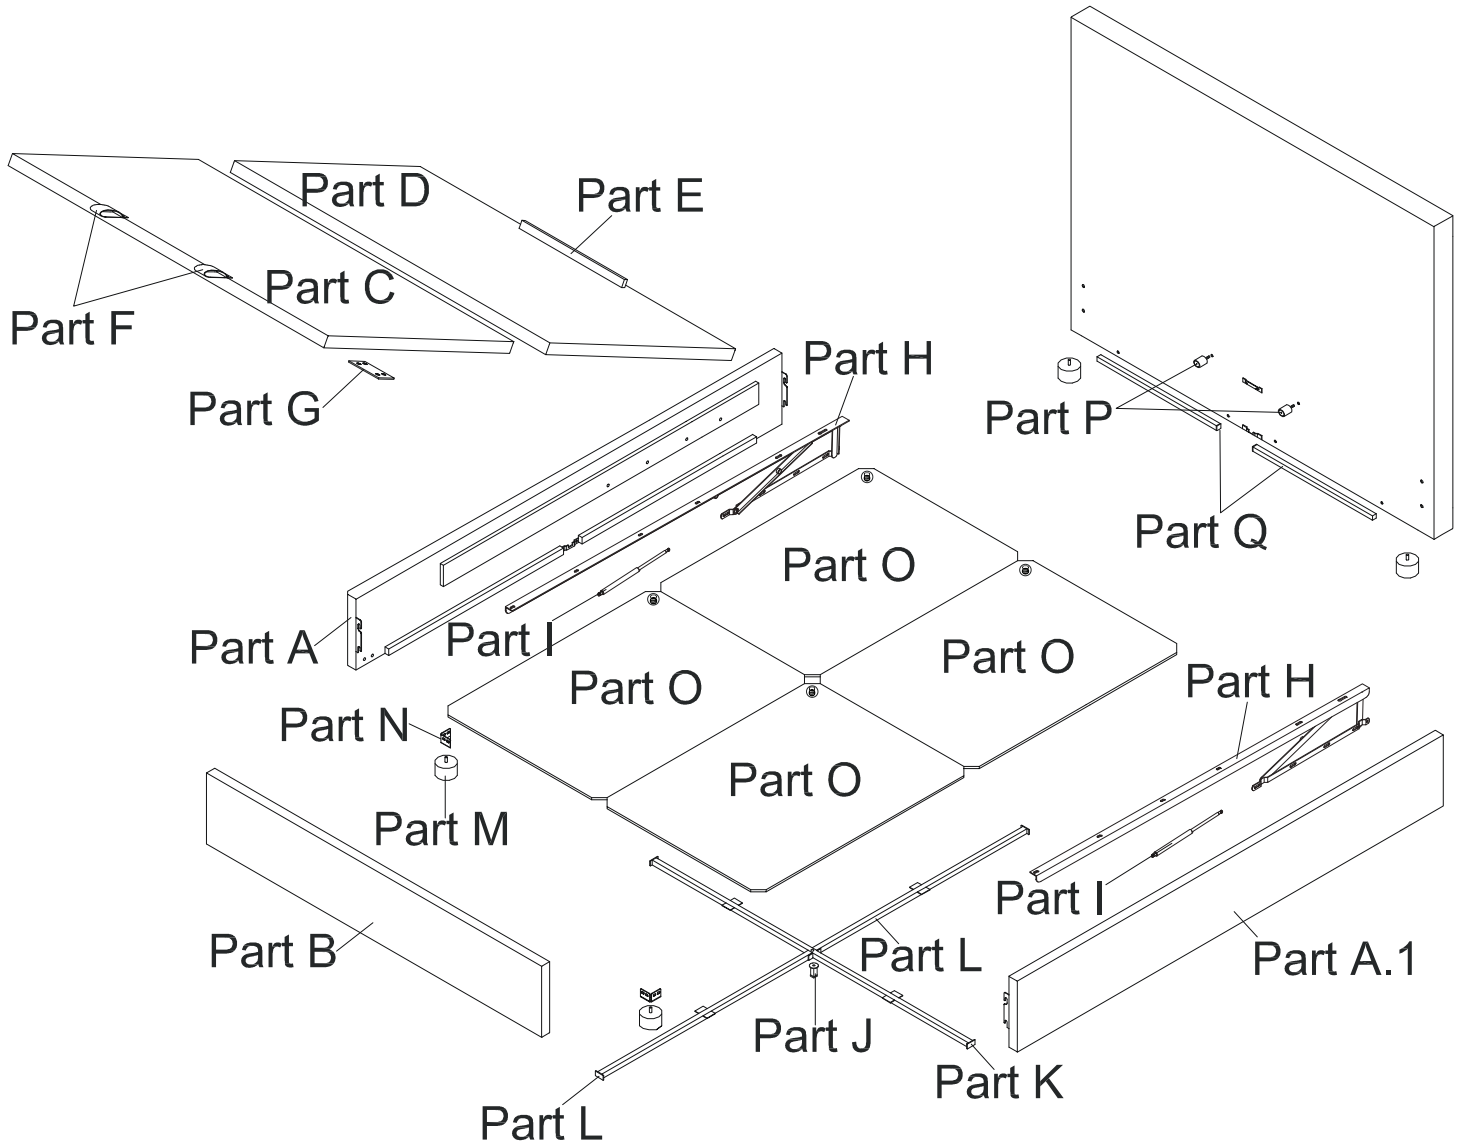 Part D
Part E
Part C
Part F
Part H
Part G
Part P
Part Q
Part O
Part I
Part A
Part O
Part O
Part H
Part N
Part O
Part M
Part I
Part B
Part L
Part A.1
Part J
Part K
Part L